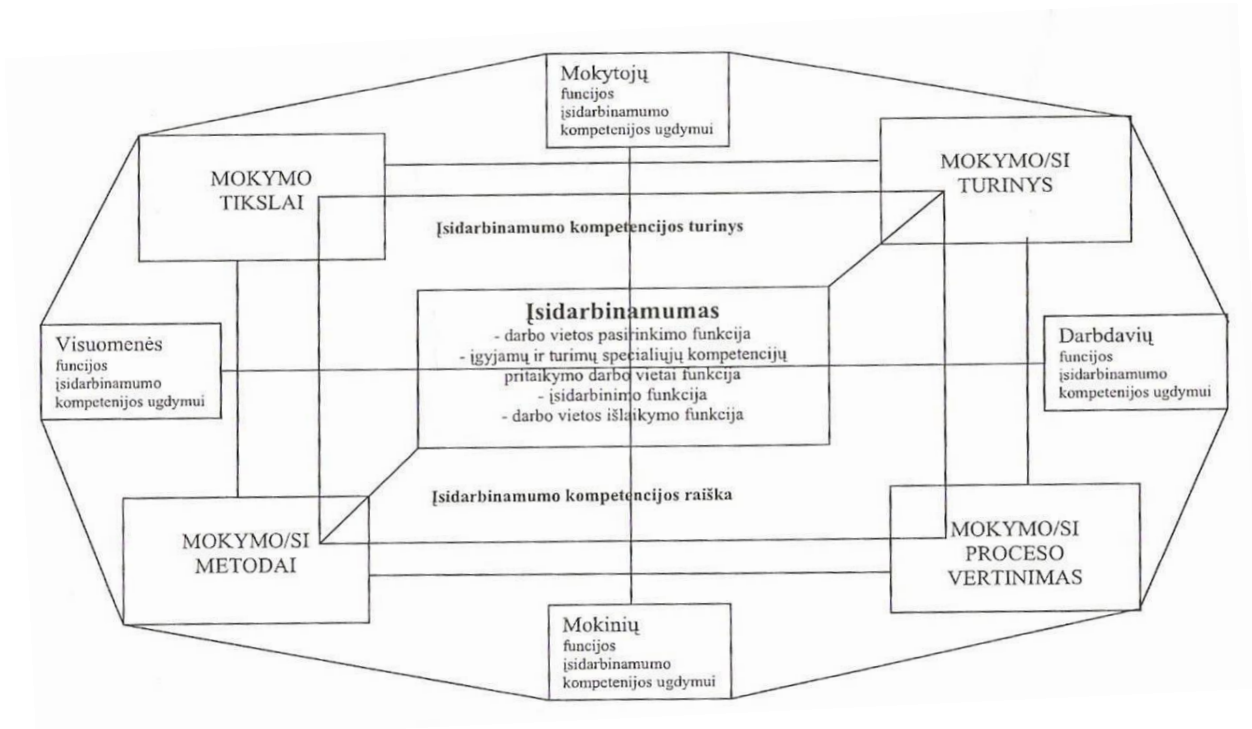 Mokytojų
funcijos
įsidarbinamumo
kompetenijos ugdymui
MOKYMO
TIKSLAI
MOKYMO/SI
TURINYS
Įsidarbinamumo kompetencijos turinys
Visuomenės
funcijos
įsidarbinamumo
kompetenijos ugdymui
Įsidarbinamumas
- darbo vietos pasirinkimo funkcija
- įgyjamų ir turimų specialiųjų kompetencijų
pritaikymo darbo vietai funkcija
- įsidarbinimo funkcija
- darbo vietos išlaikymo funkcija
Darbdavių
funcijos
įsidarbinamumo
kompetenijos ugdymui
Įsidarbinamumo kompetencijos raiška
MOKYMO/SI
METODAI
MOKYMO/SI
PROCESO
VERTINIMAS
Mokinių
funcijos
įsidarbinamumo
kompetenijos ugdymui